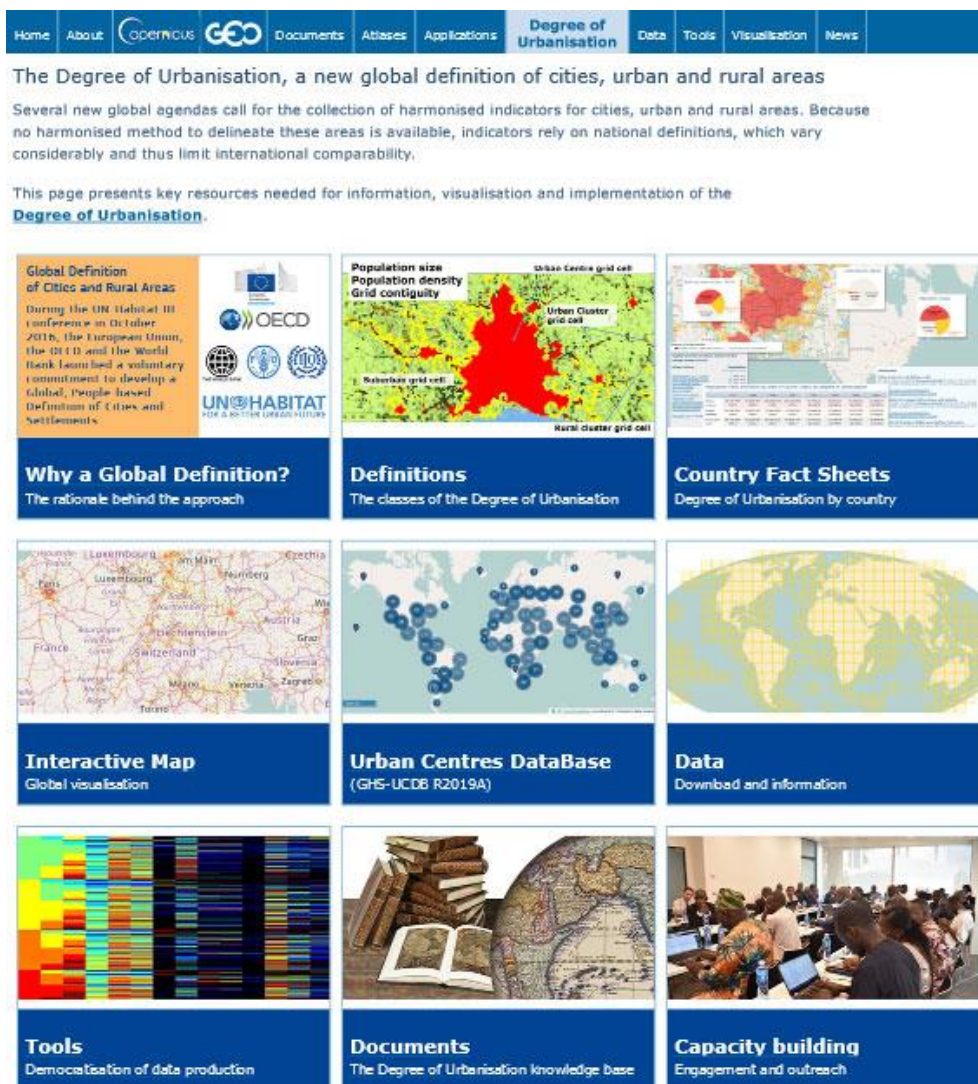 Home About Copernicus GEO Documents Atlases Applications Degree of Urbanisation Data Tools Visualisation News
The Degree of Urbanisation, a new global definition of cities, urban and rural areas
Several new global agendas call for the collection of harmonised indicators for cities, urban and rural areas. Because
no harmonised method to delineate these areas is available, indicators rely on national definitions, which vary
considerably and thus limit international comparability.
This page presents key resources needed for information, visualisation and implementation of the
Degree of Urbanisation.
Global Definition
of Cities and Rural Areas
During the UN Habitat III
conference in October
2016, the European Union,
the OECD and the World
Bank launched a voluntary
commitment to develop a
Global, People based
Definition of Cities and
Settlements
OECD
UN HABITAT
FOR A BETTER URBAN FUTURE
Why a Global Definition?
The rationale behind the approach
Population size
Population density
Grid contiguity
Urban Centre grid cell
Urban Cluster
grid cell
Suburban grid cell
Rural cluster grid cell
Definitions
The classes of the Degree of Urbanisation
Country Fact Sheets
Degree of Urbanisation by country
Luxembourg
am Main
Czechia
Paris
Luxembourg
Nürnberg
Austria
Liechtenstein
Graz
France
Switzerland
Slovenia
Milano
Venezia
Zagreb
Torino
Interactive Map
Global visualisation
Urban Centres DataBase
(GHS-UCDB R2019A)
Data
Download and information
Tools
Democratisation of data production
Documents
The Degree of Urbanisation knowledge base
Capacity building
Engagement and outreach